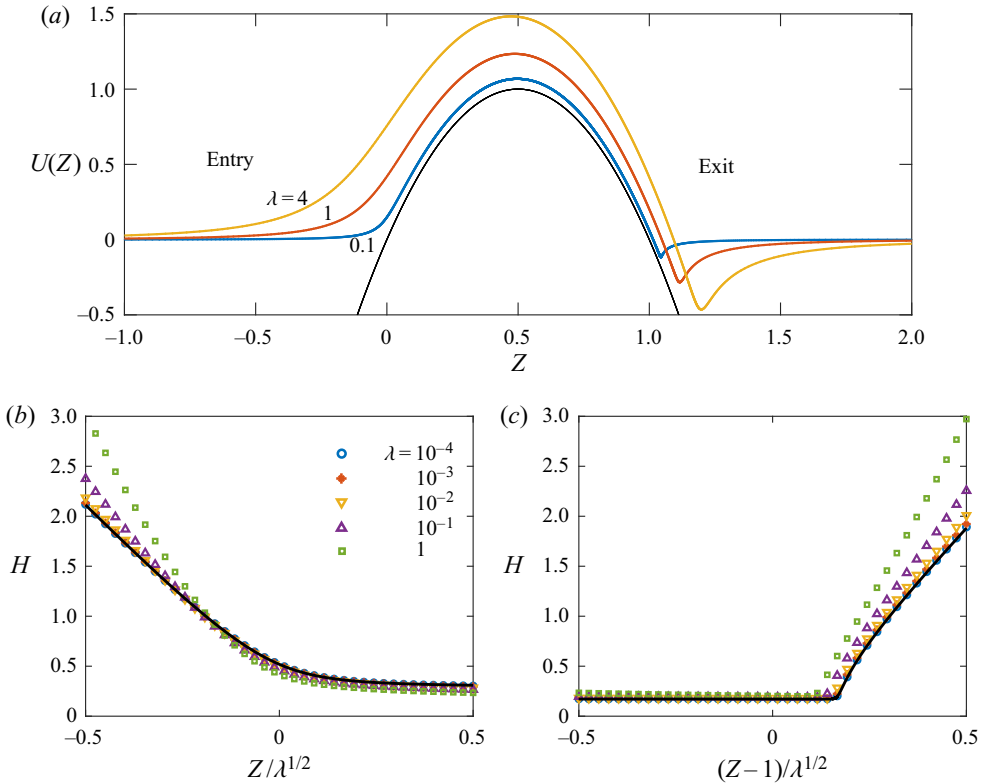 (a)
1.5
1.0
0.5
0
–0.5
U(Z)
Entry
Exit
λ = 4
1
0.1
–1.0 –0.5 0 0.5 1.0 1.5 2.0
Z
(b)
3.0
2.5
2.0
1.5
1.0
0.5
0
H
λ = 10⁻⁴
10⁻³
10⁻²
10⁻¹
1
–0.5 0 0.5
Z/λ^{1/2}
(c)
3.0
2.5
2.0
1.5
1.0
0.5
0
H
–0.5 0 0.5
(Z – 1)/λ^{1/2}